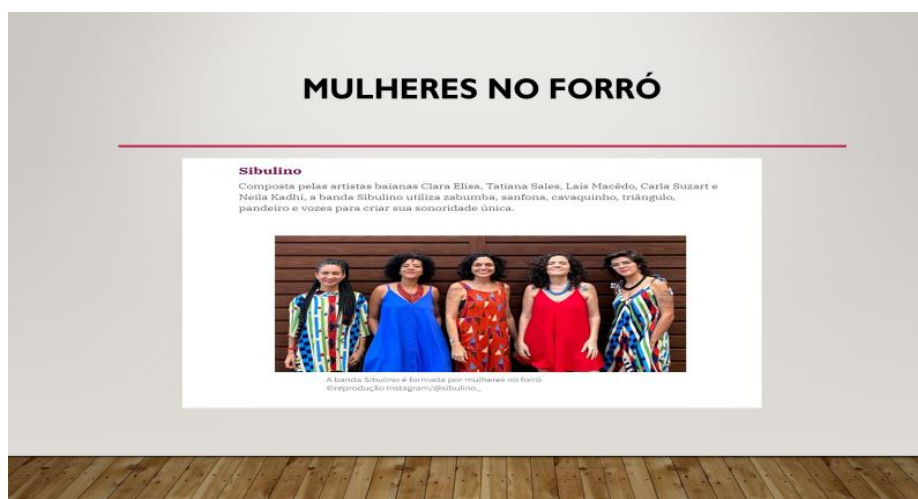 MULHERES NO FORRÓ
Sibulino
Composta pelas artistas baianas Clara Elisa, Tatiana Sales, Laís Macêdo, Carla Suzart e
Neila Kadhí, a banda Sibulino utiliza zabumba, sanfona, cavaquinho, triângulo,
pandeiro e vozes para criar sua sonoridade única.
A banda Sibulino é formada por mulheres no forró
©reprodução Instagram/@sibulino_